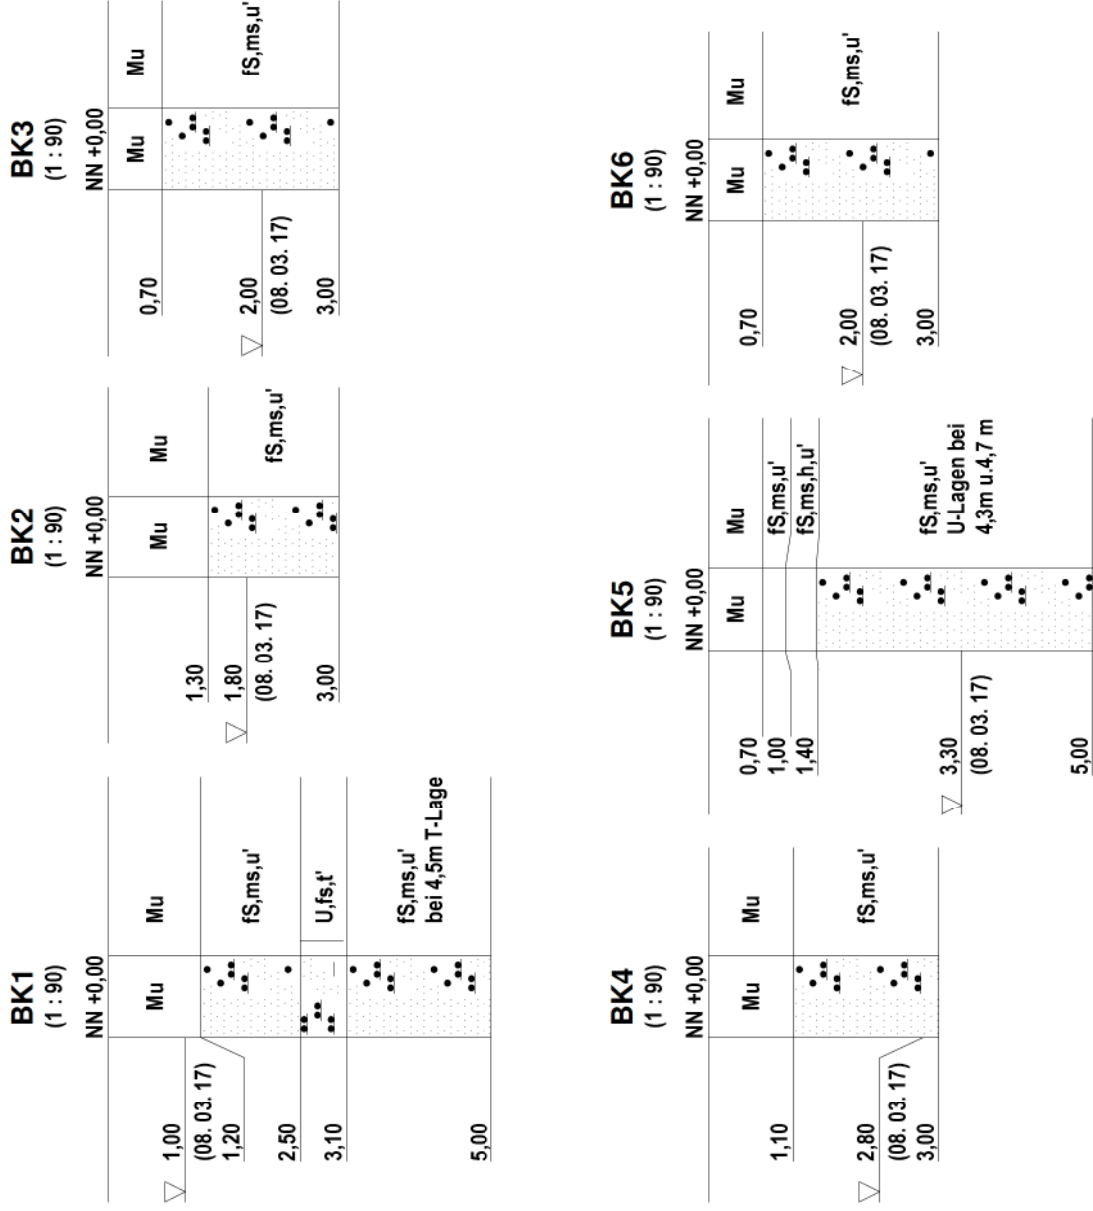 BK1
(1 : 90)
NN +0,00
Mu
Mu
1,00
(08. 03. 17)
1,20
fS,ms,u'
2,50
U,fs,t'
3,10
fS,ms,u'
bei 4,5m T-Lage
5,00
BK2
(1 : 90)
NN +0,00
Mu
Mu
1,30
1,80
(08. 03. 17)
fS,ms,u'
3,00
BK3
(1 : 90)
NN +0,00
Mu
Mu
0,70
fS,ms,u'
2,00
(08. 03. 17)
3,00
BK4
(1 : 90)
NN +0,00
Mu
Mu
1,10
fS,ms,u'
2,80
(08. 03. 17)
3,00
BK5
(1 : 90)
NN +0,00
Mu
Mu
0,70
fS,ms,u'
1,00
fS,ms,h,u'
1,40
fS,ms,u'
U-Lagen bei
4,3m u.4,7 m
3,30
(08. 03. 17)
5,00
BK6
(1 : 90)
NN +0,00
Mu
Mu
0,70
fS,ms,u'
2,00
(08. 03. 17)
3,00